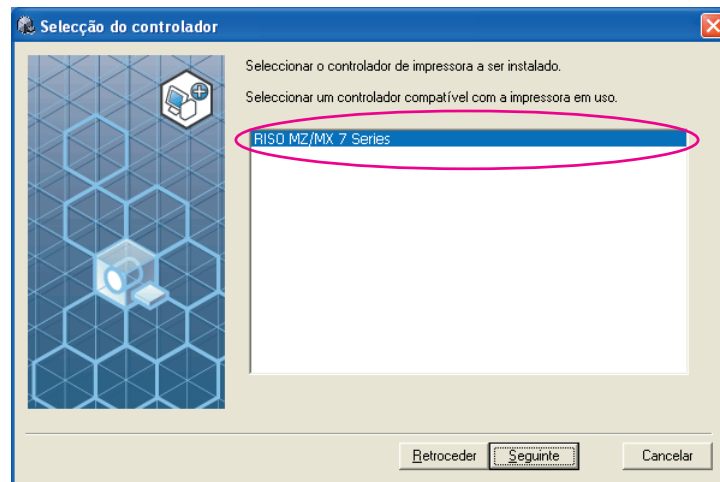 Selecção do controlador
Seleccionar o controlador de impressora a ser instalado.
Seleccionar um controlador compatível com a impressora em uso.
RISO MZ/MX 7 Series
Retroceder Seguinte Cancelar